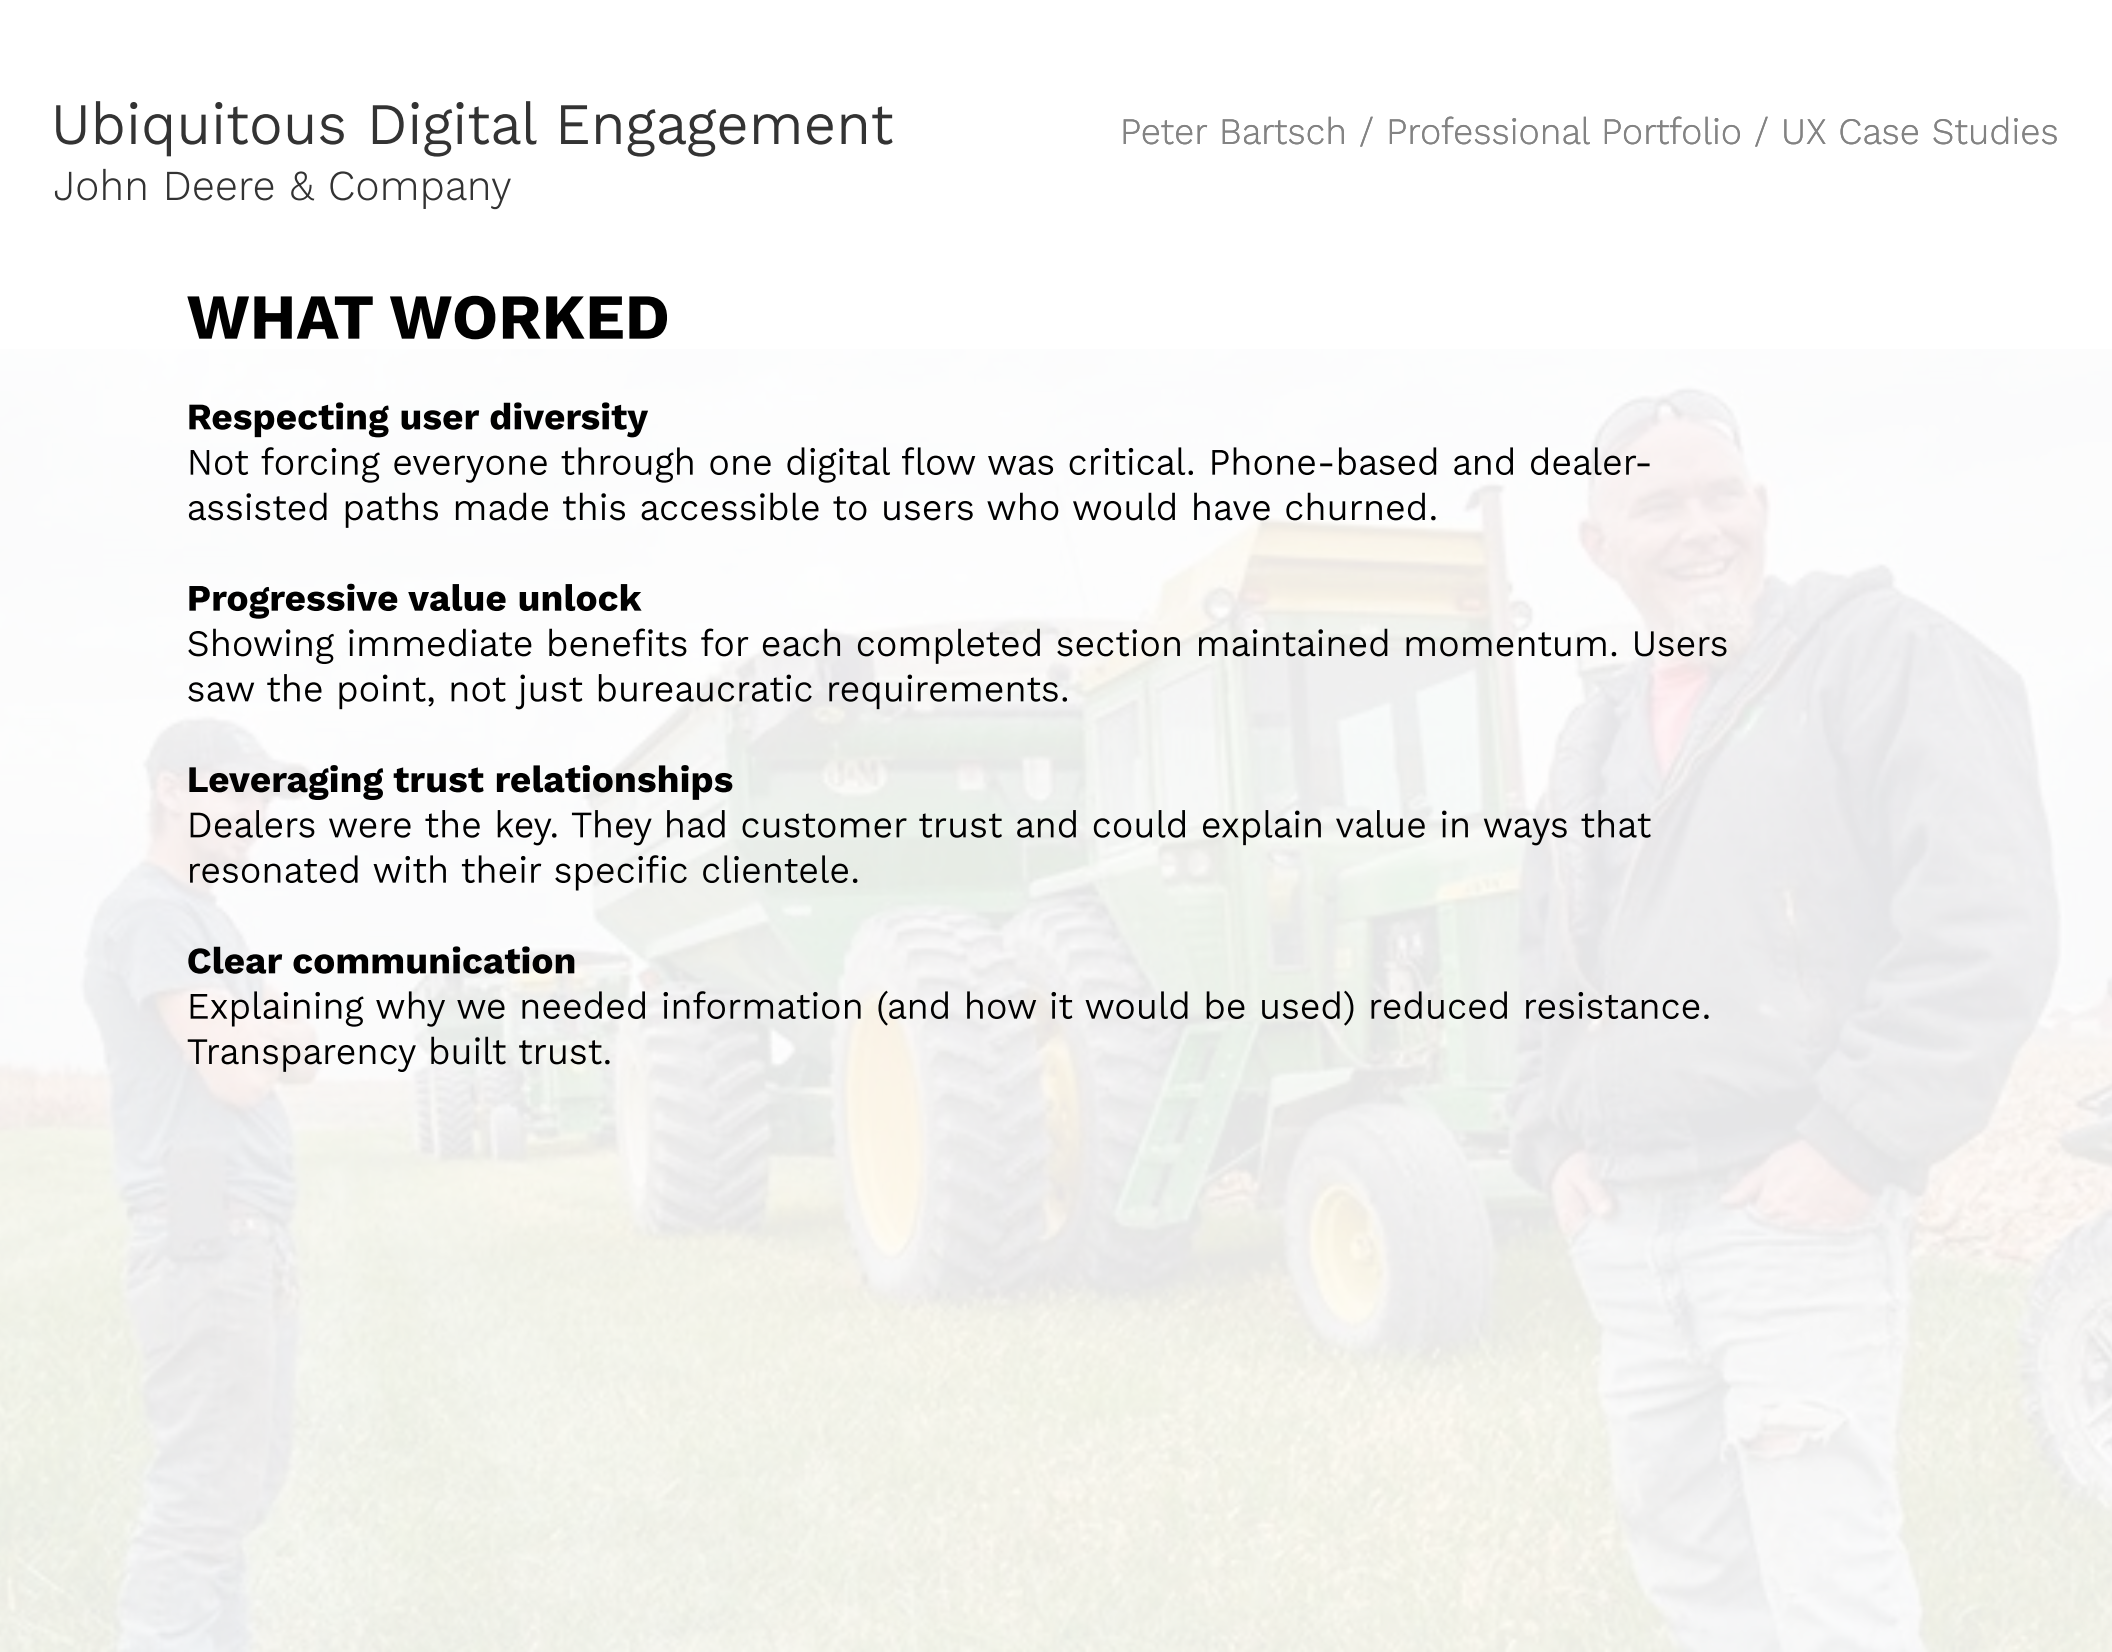 Ubiquitous Digital Engagement
Peter Bartsch / Professional Portfolio / UX Case Studies
John Deere & Company
WHAT WORKED
Respecting user diversity
Not forcing everyone through one digital flow was critical. Phone-based and dealer-
assisted paths made this accessible to users who would have churned.
Progressive value unlock
Showing immediate benefits for each completed section maintained momentum. Users
saw the point, not just bureaucratic requirements.
Leveraging trust relationships
Dealers were the key. They had customer trust and could explain value in ways that
resonated with their specific clientele.
Clear communication
Explaining why we needed information (and how it would be used) reduced resistance.
Transparency built trust.